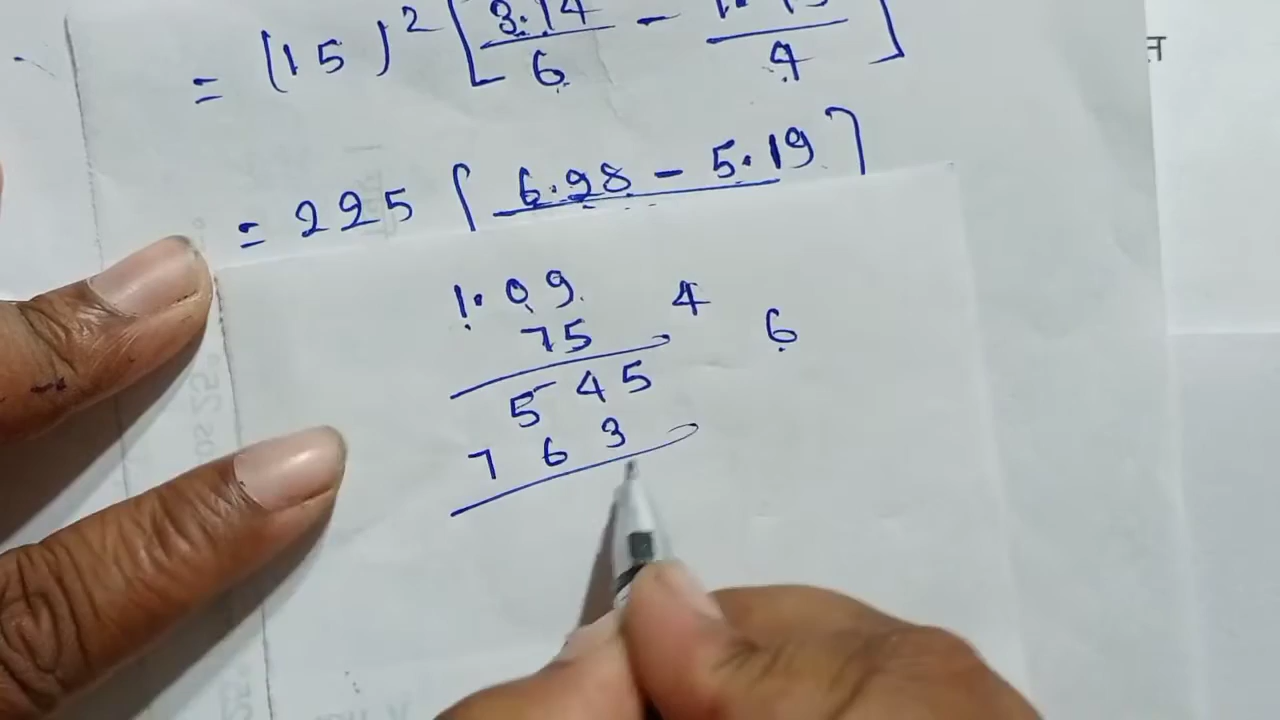 = (15)² [ 3.14/6 - /4 ]
= 225 [ 6.28 - 5.19 ]
1.09 4
75 6
545
763